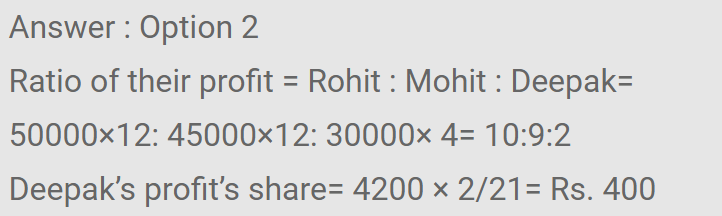 Answer : Option 2
Ratio of their profit = Rohit : Mohit : Deepak=
50000×12: 45000×12: 30000× 4= 10:9:2
Deepak’s profit’s share= 4200 × 2/21= Rs. 400